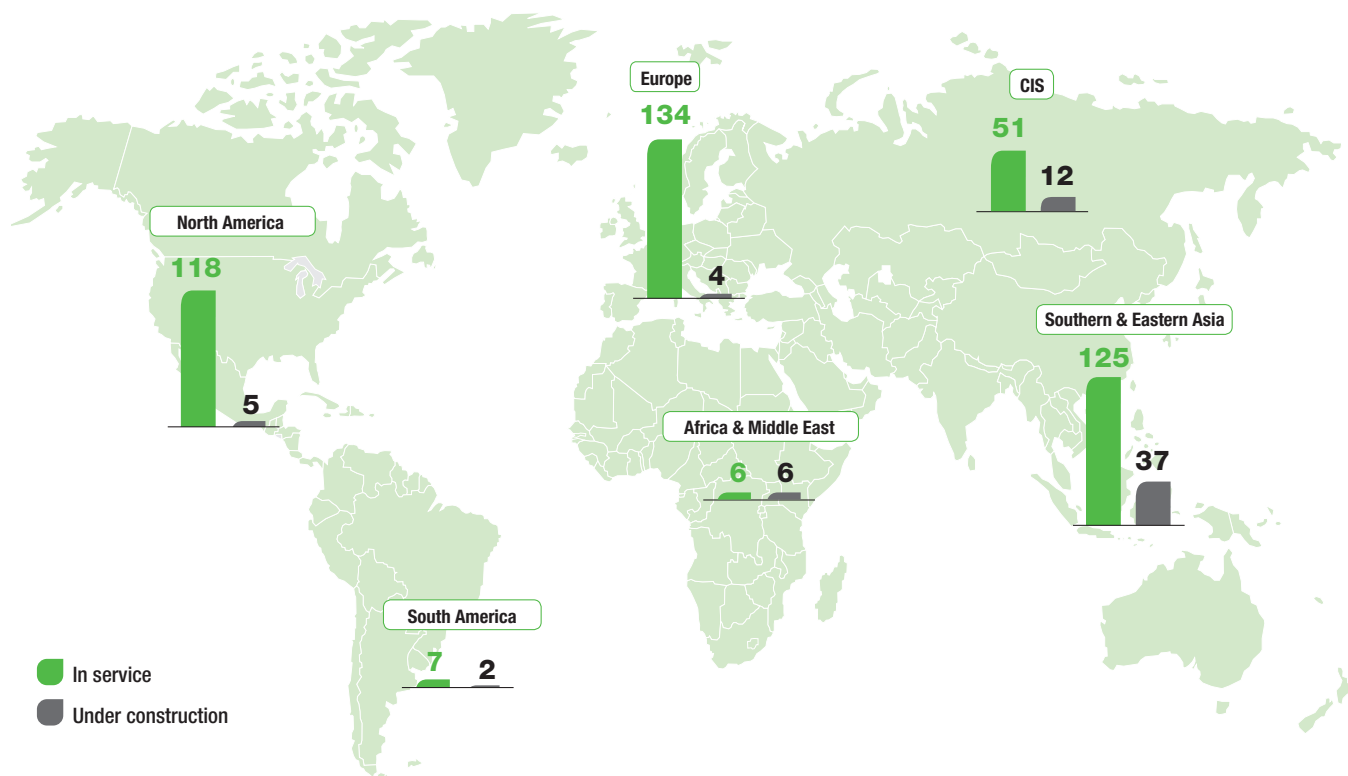 Europe
134
4
CIS
51
12
North America
118
5
Southern & Eastern Asia
125
37
Africa & Middle East
6
6
South America
7
2
In service
Under construction